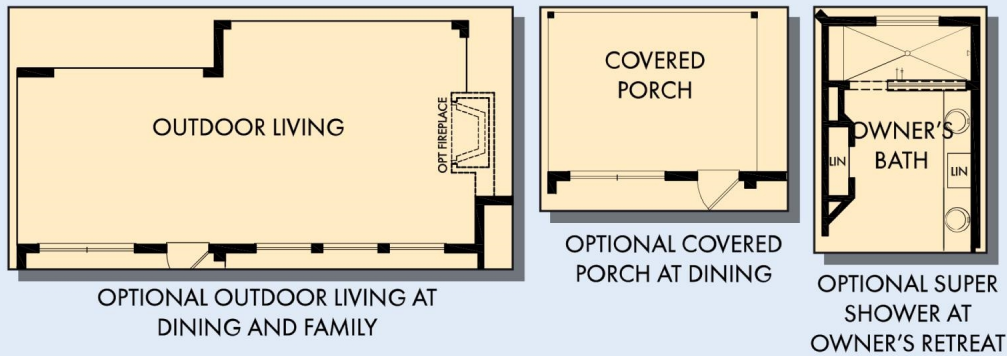 OUTDOOR LIVING
OPT FIREPLACE
OPTIONAL OUTDOOR LIVING AT
DINING AND FAMILY
COVERED
PORCH
OPTIONAL COVERED
PORCH AT DINING
OWNER'S
BATH
LIN
LIN
OPTIONAL SUPER
SHOWER AT
OWNER'S RETREAT